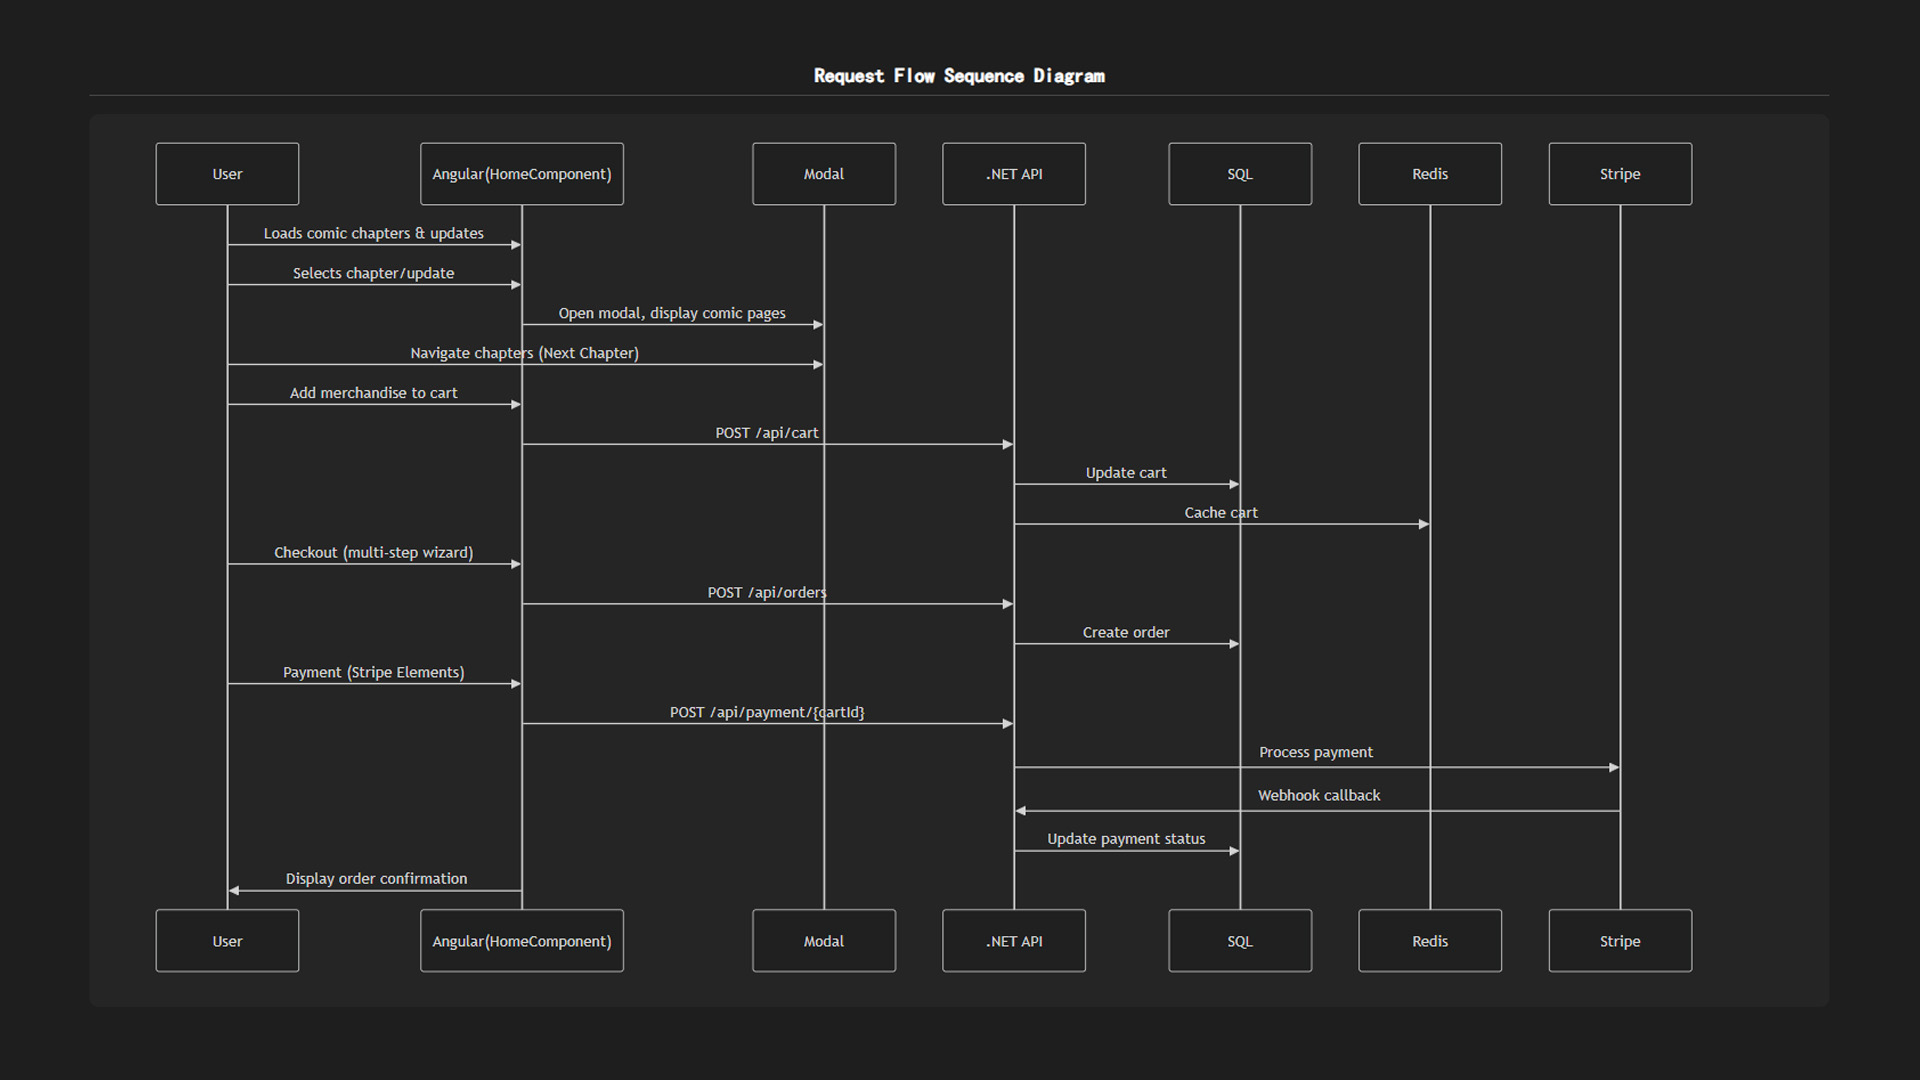 Request Flow Sequence Diagram
User
Angular(HomeComponent)
Modal
.NET API
SQL
Redis
Stripe
Loads comic chapters & updates
Selects chapter/update
Open modal, display comic pages
Navigate chapters (Next Chapter)
Add merchandise to cart
POST /api/cart
Update cart
Cache cart
Checkout (multi-step wizard)
POST /api/orders
Create order
Payment (Stripe Elements)
POST /api/payment/{cartId}
Process payment
Webhook callback
Update payment status
Display order confirmation
User
Angular(HomeComponent)
Modal
.NET API
SQL
Redis
Stripe